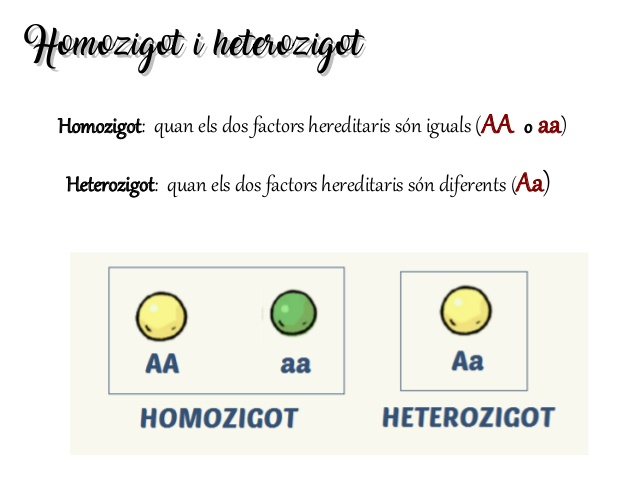 Homozigot i heterozigot
Homozigot: quan els dos factors hereditaris són iguals (AA o aa)
Heterozigot: quan els dos factors hereditaris són diferents (Aa)
AA aa Aa
HOMOZIGOT HETEROZIGOT